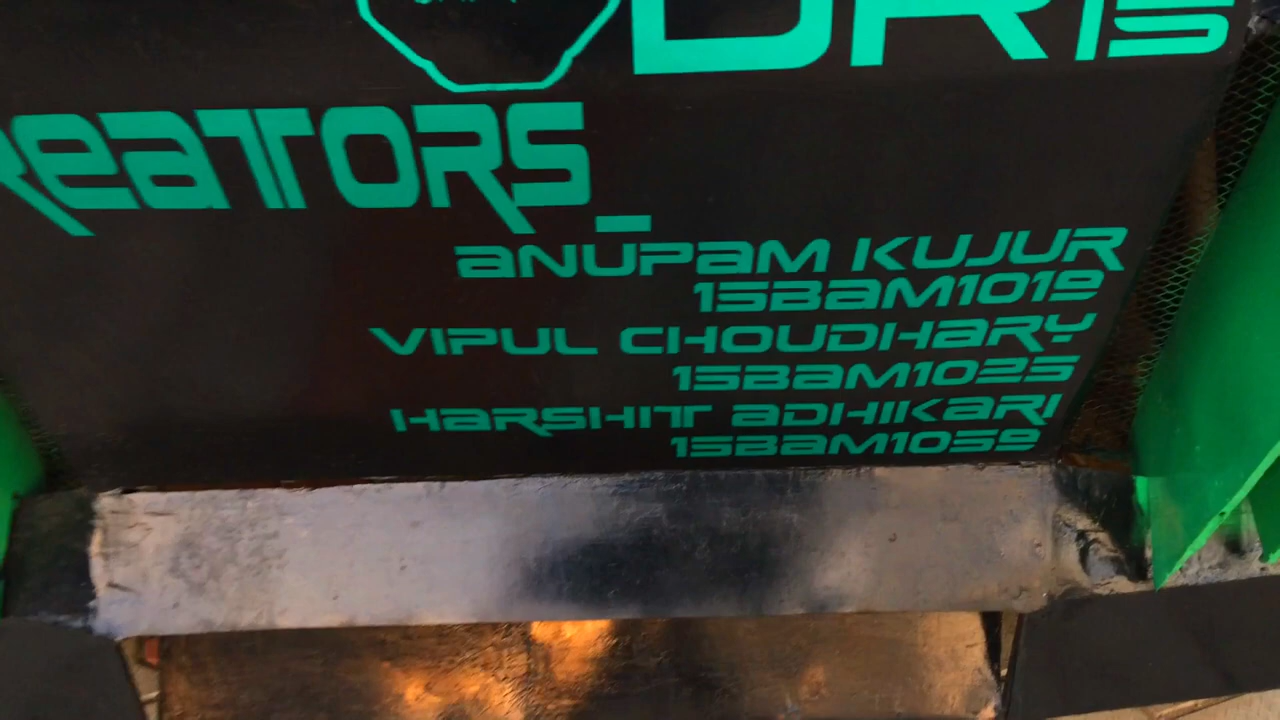 CREATORS_
ANUPAM KUJUR
15BAM1019
VIPUL CHOUDHARY
15BAM1025
HARSHIT ADHIKARI
15BAM1059